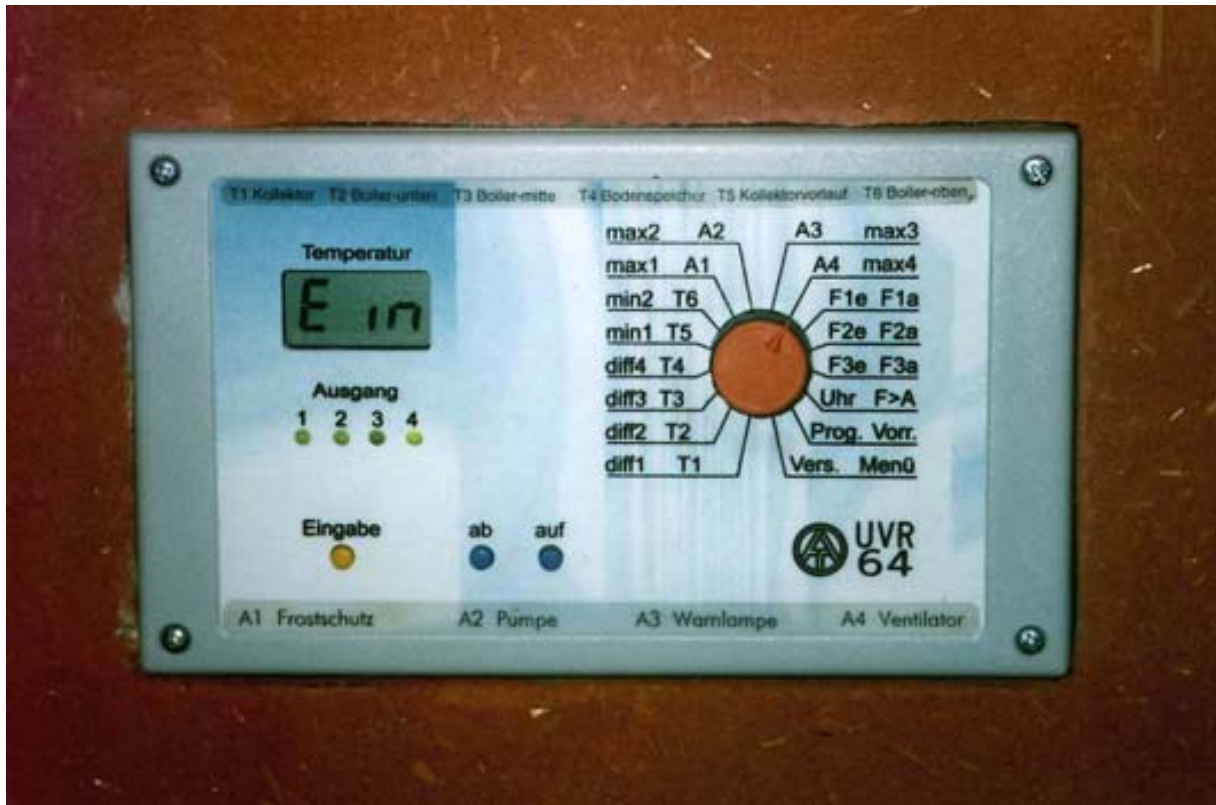 T1 Kollektor T2 Boiler-unten T3 Boiler-mitte T4 Bodenspeicher T5 Kollektorvorlauf T6 Boiler-oben
Temperatur
E in
Ausgang
1 2 3 4
Eingabe ab auf
max2 A2 A3 max3
max1 A1 A4 max4
min2 T6 F1e F1a
min1 T5 F2e F2a
diff4 T4 F3e F3a
diff3 T3 Uhr F>A
diff2 T2 Prog. Vorr.
diff1 T1 Vers. Menü
UVR
64
A1 Frostschutz A2 Pumpe A3 Warnlampe A4 Ventilator